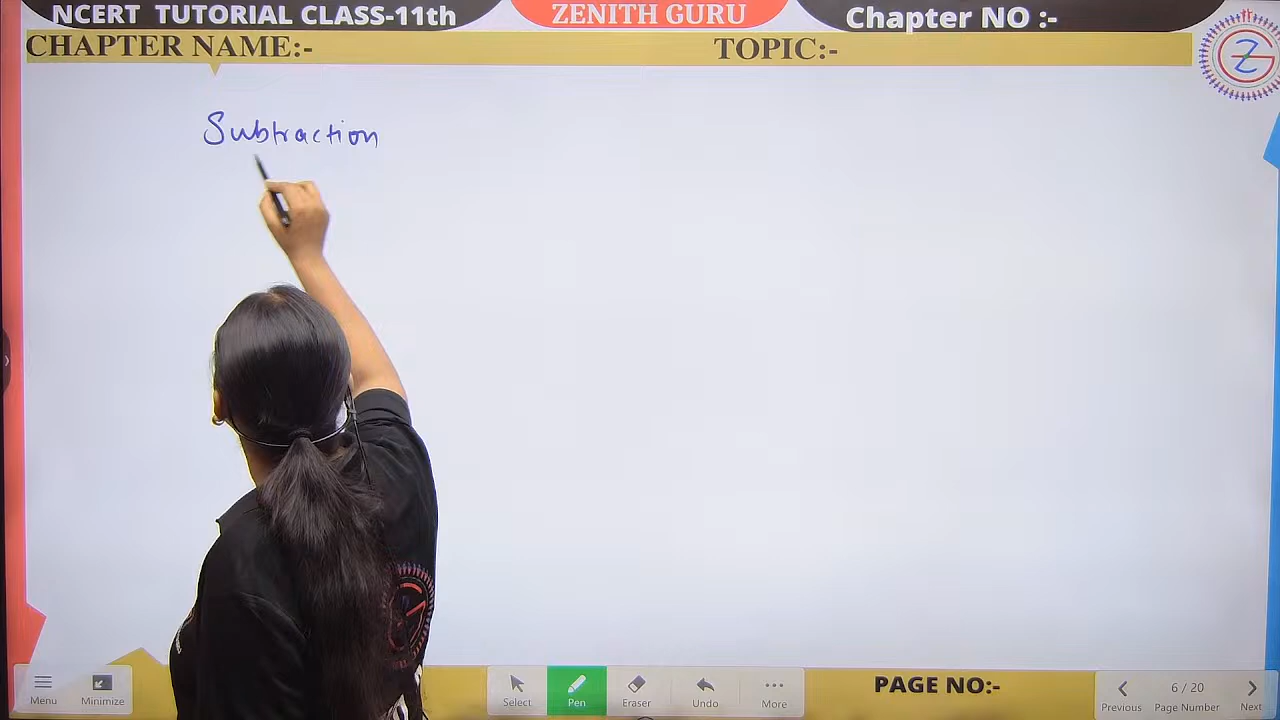 NCERT TUTORIAL CLASS-11th
ZENITH GURU
Chapter NO :-
CHAPTER NAME:-
TOPIC:-
Subtraction
Menu
Minimize
Select
Pen
Eraser
Undo
More
PAGE NO:-
Previous
6 / 20
Page Number
Next